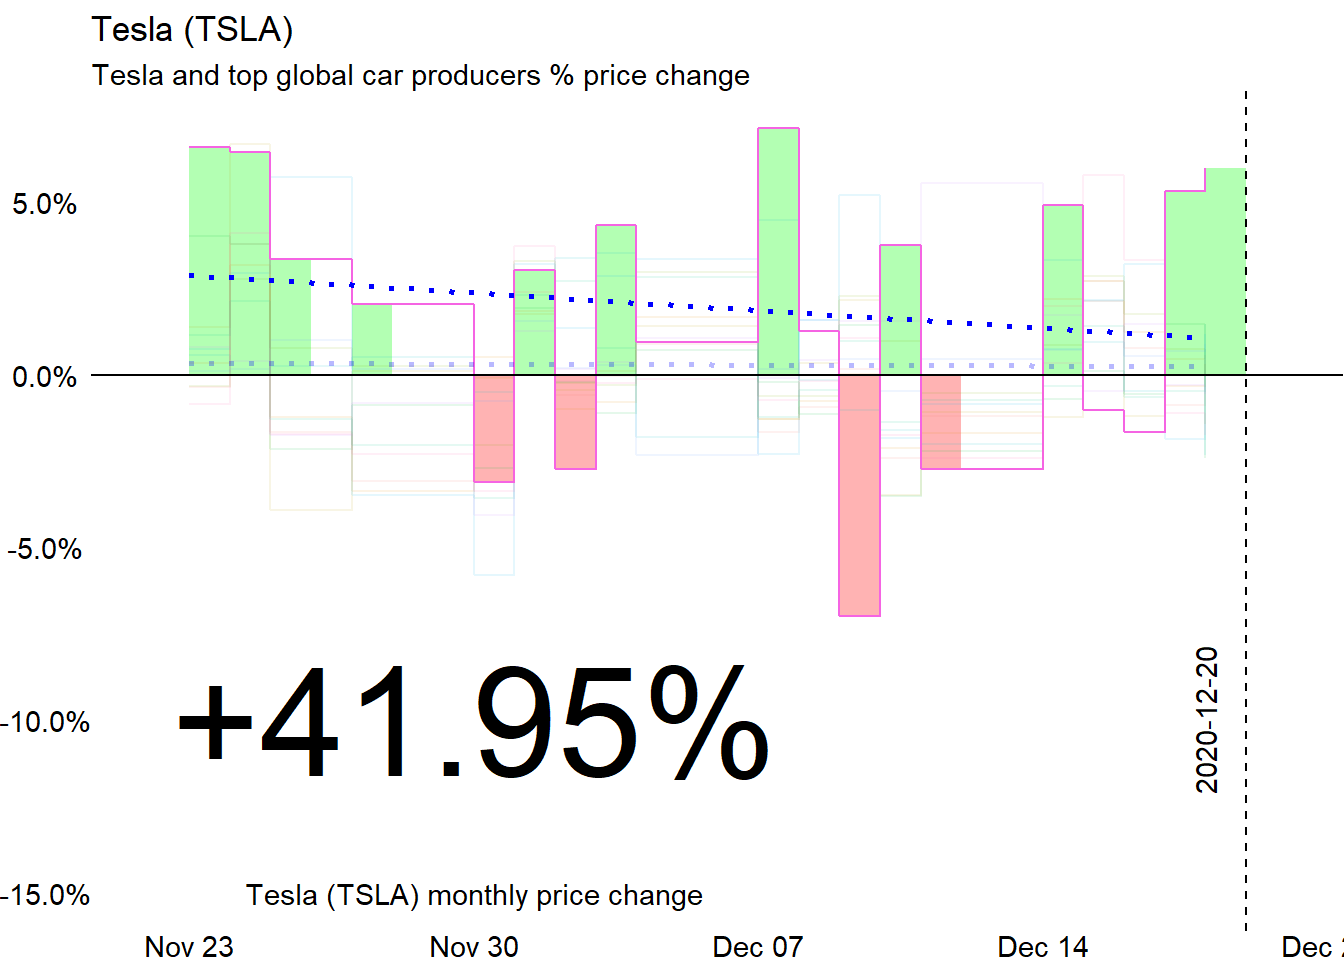 Tesla (TSLA)
Tesla and top global car producers % price change
5.0%
0.0%
-5.0%
-10.0%
-15.0%
+41.95%
Tesla (TSLA) monthly price change
2020-12-20
Nov 23
Nov 30
Dec 07
Dec 14
Dec